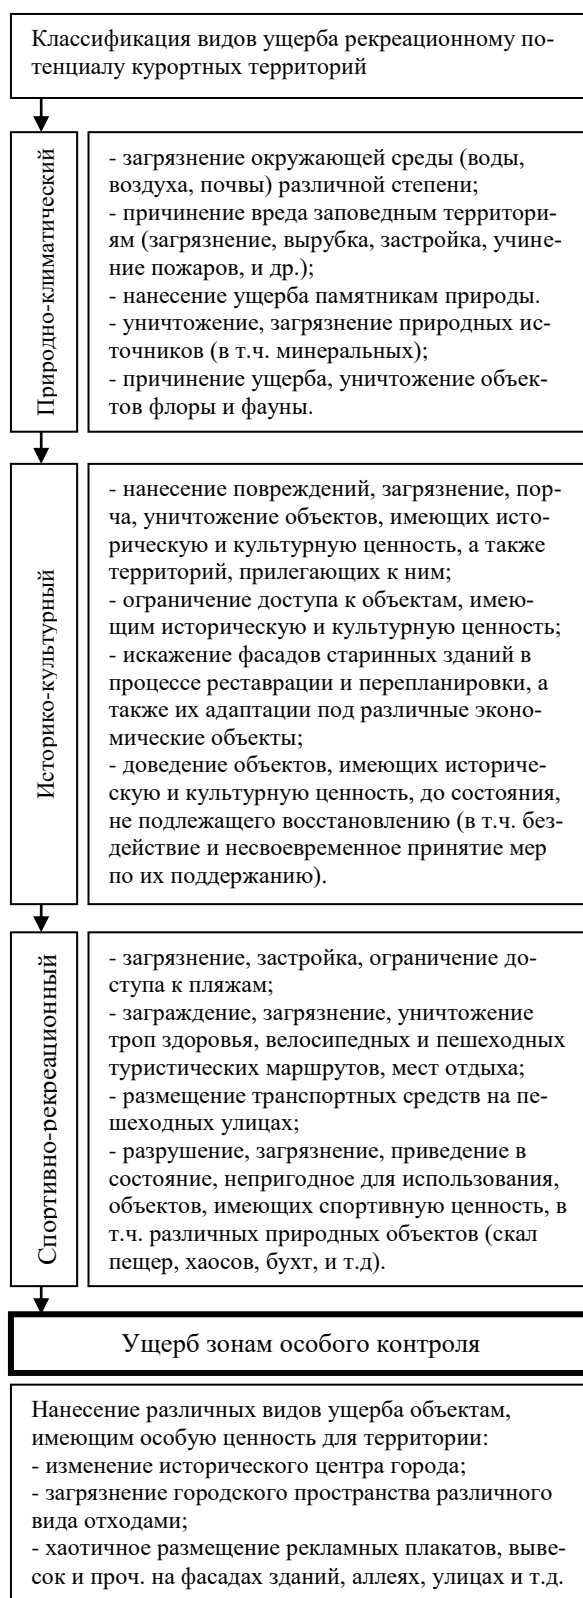 Классификация видов ущерба рекреационному по-
тенциалу курортных территорий
Природно-климатический
- загрязнение окружающей среды (воды,
воздуха, почвы) различной степени;
- причинение вреда заповедным территори-
ям (загрязнение, вырубка, застройка, учи-
нение пожаров, и др.);
- нанесение ущерба памятникам природы.
- уничтожение, загрязнение природных ис-
точников (в т.ч. минеральных);
- причинение ущерба, уничтожение объек-
тов флоры и фауны.
Историко-культурный
- нанесение повреждений, загрязнение, пор-
ча, уничтожение объектов, имеющих исто-
рическую и культурную ценность, а также
территорий, прилегающих к ним;
- ограничение доступа к объектам, имею-
щим историческую и культурную ценность;
- искажение фасадов старинных зданий в
процессе реставрации и перепланировки, а
также их адаптации под различные эконо-
мические объекты;
- доведение объектов, имеющих историче-
скую и культурную ценность, до состояния,
не подлежащего восстановлению (в т.ч. без-
действие и несвоевременное принятие мер
по их поддержанию).
Спортивно-рекреационный
- загрязнение, застройка, ограничение до-
ступа к пляжам;
- заграждение, загрязнение, уничтожение
троп здоровья, велосипедных и пешеходных
туристических маршрутов, мест отдыха;
- размещение транспортных средств на пе-
шеходных улицах;
- разрушение, загрязнение, приведение в
состояние, непригодное для использования,
объектов, имеющих спортивную ценность, в
т.ч. различных природных объектов (скал
пещер, хаосов, бухт, и т.д).
Ущерб зонам особого контроля
Нанесение различных видов ущерба объектам,
имеющим особую ценность для территории:
- изменение исторического центра города;
- загрязнение городского пространства различного
вида отходами;
- хаотичное размещение рекламных плакатов, выве-
сок и проч. на фасадах зданий, аллеях, улицах и т.д.